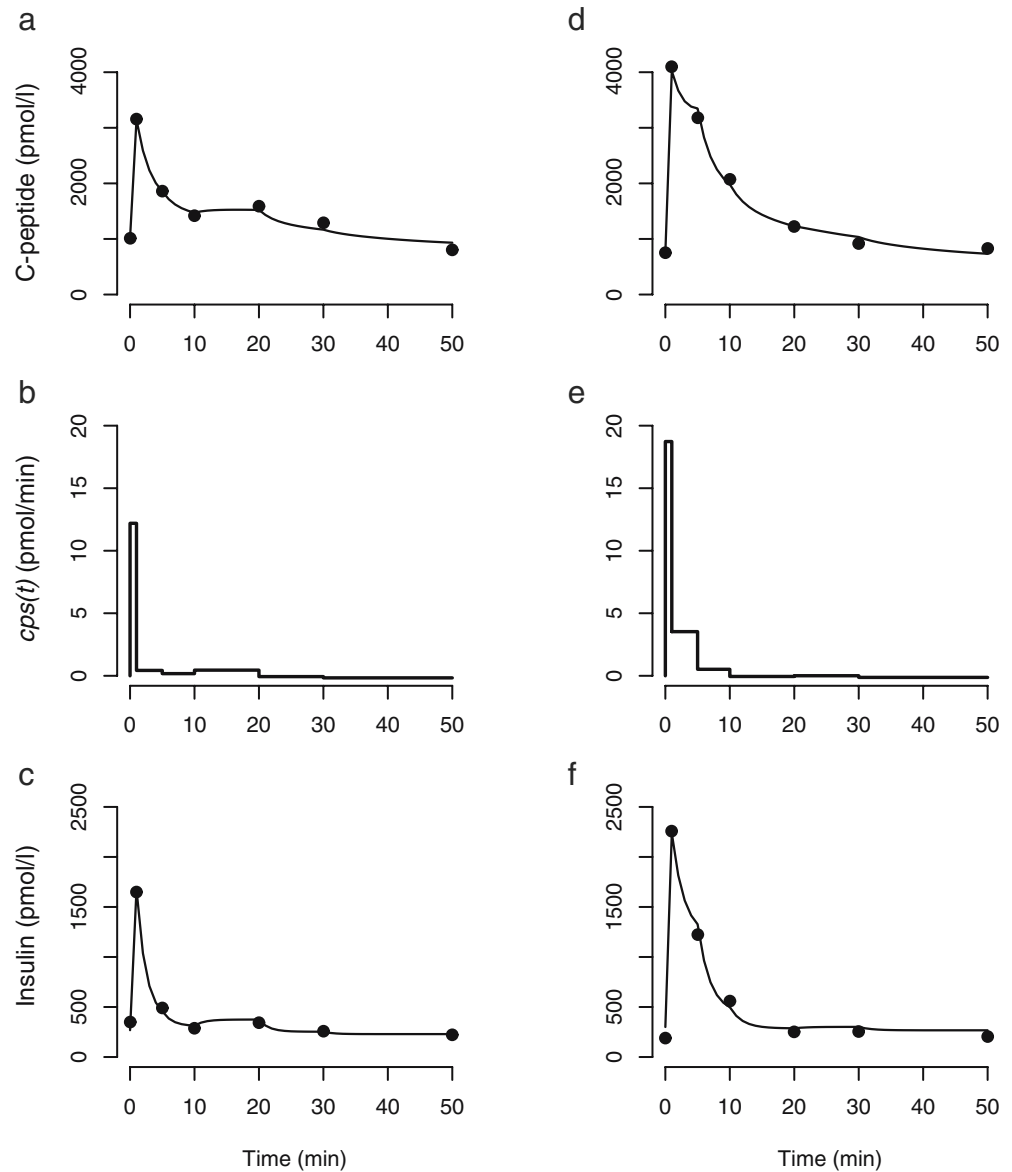 a
d
C-peptide (pmol/l)
4000
2000
0
4000
2000
0
0 10 20 30 40 50
0 10 20 30 40 50
b
e
cps(t) (pmol/min)
20
15
10
5
0
20
15
10
5
0
0 10 20 30 40 50
0 10 20 30 40 50
c
f
Insulin (pmol/l)
2500
1500
500
0
2500
1500
500
0
0 10 20 30 40 50
0 10 20 30 40 50
Time (min)
Time (min)